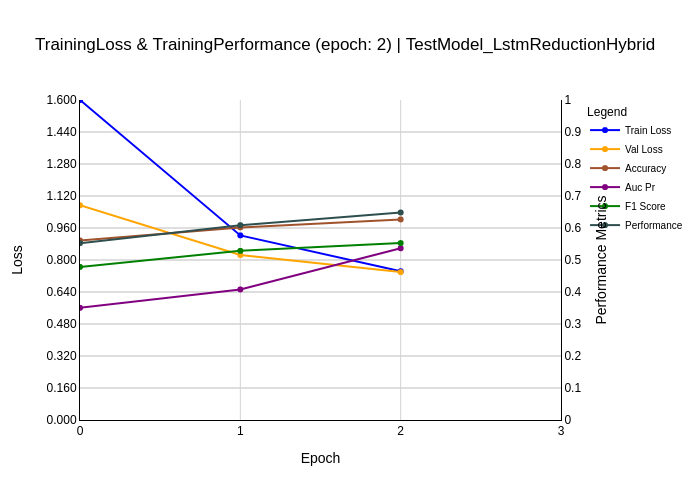 TrainingLoss & TrainingPerformance (epoch: 2) | TestModel_LstmReductionHybrid
1.600
1.440
1.280
1.120
0.960
0.800
0.640
0.480
0.320
0.160
0.000
Loss
0
1
2
3
Epoch
1
0.9
0.8
0.7
0.6
0.5
0.4
0.3
0.2
0.1
0
Performance Metrics
Legend
Train Loss
Val Loss
Accuracy
Auc Pr
F1 Score
Performance